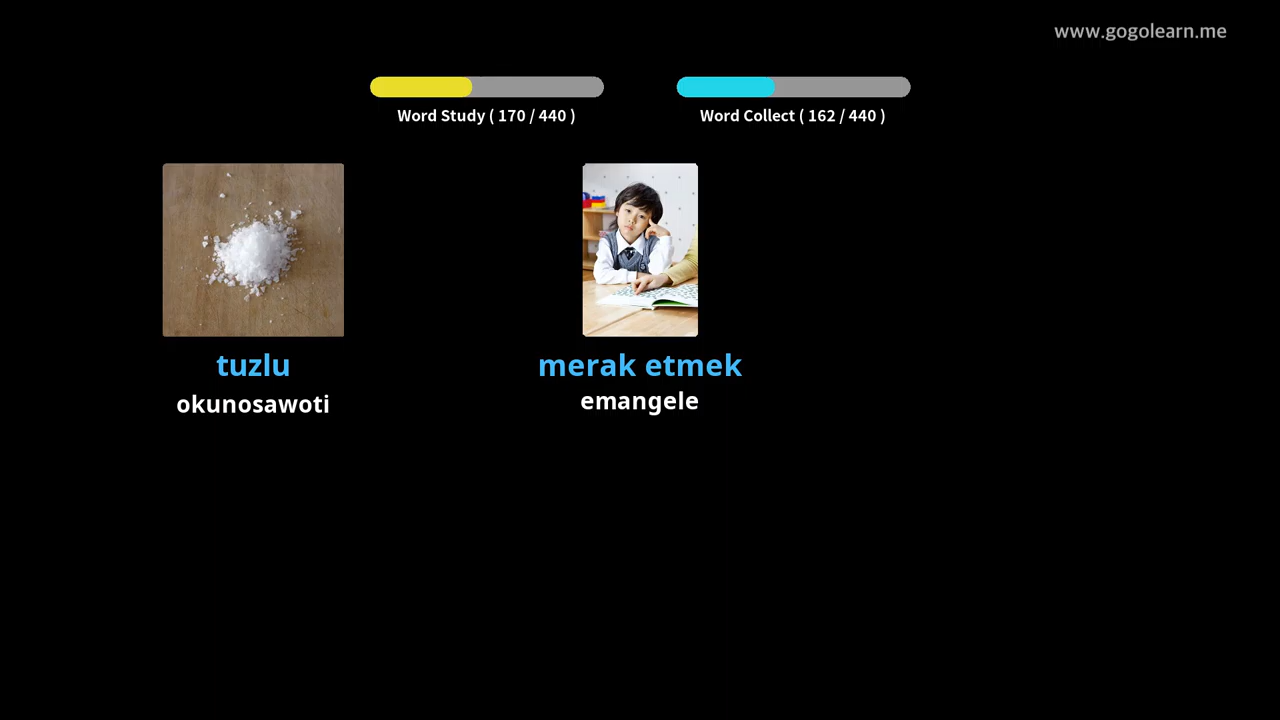 www.gogolearn.me
Word Study ( 170 / 440 )
Word Collect ( 162 / 440 )
tuzlu
okunosawoti
merak etmek
emangele